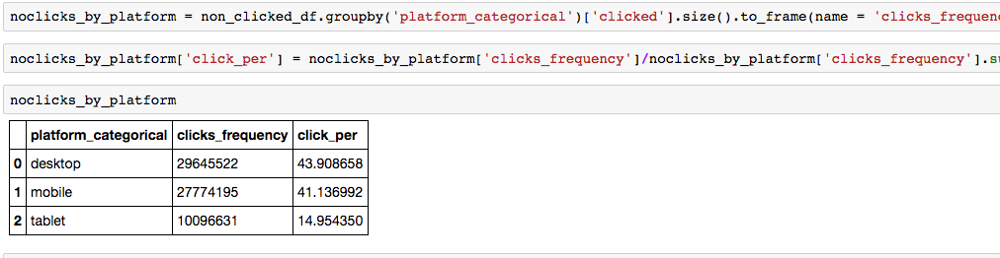 noclicks_by_platform = non_clicked_df.groupby('platform_categorical')['clicked'].size().to_frame(name = 'clicks_frequen
noclicks_by_platform['click_per'] = noclicks_by_platform['clicks_frequency']/noclicks_by_platform['clicks_frequency'].su
noclicks_by_platform
platform_categorical clicks_frequency click_per
0 desktop 29645522 43.908658
1 mobile 27774195 41.136992
2 tablet 10096631 14.954350